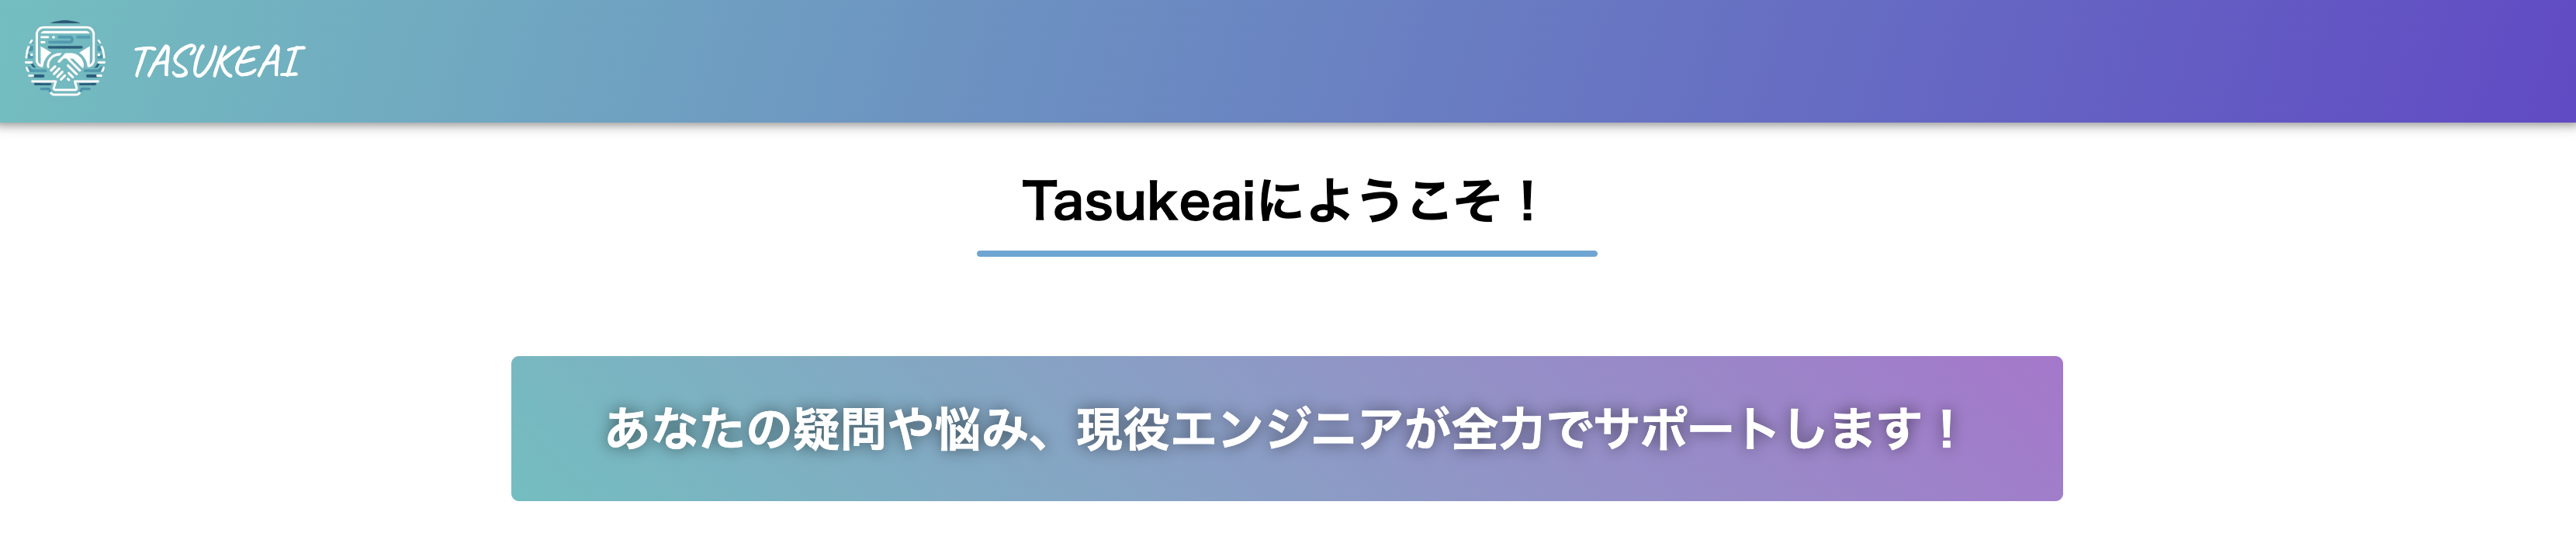 TASUKEAI
Tasukeaiにようこそ！
あなたの疑問や悩み、現役エンジニアが全力でサポートします！